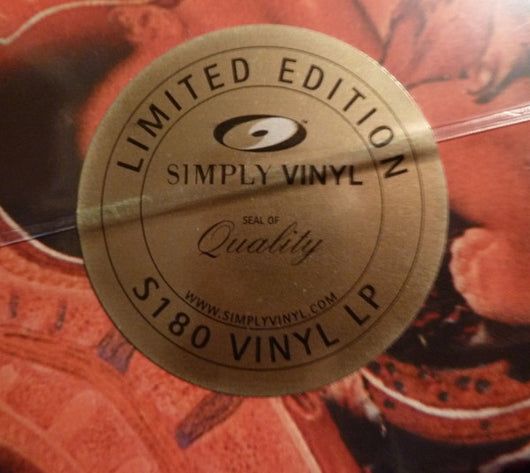 LIMITED EDITION
SIMPLY VINYL
SEAL OF
Quality
WWW.SIMPLYVINYL.COM
S180 VINYL LP